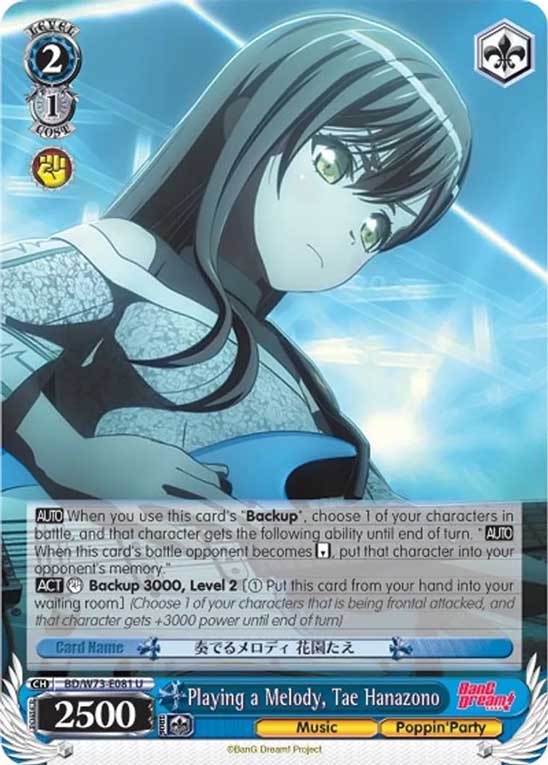 LEVEL
2
1
COST
AUTO When you use this card's "Backup", choose 1 of your characters in
battle, and that character gets the following ability until end of turn. "AUTO
When this card's battle opponent becomes , put that character into your
opponent's memory."
ACT Backup 3000, Level 2 [① Put this card from your hand into your
waiting room] (Choose 1 of your characters that is being frontal attacked, and
that character gets +3000 power until end of turn)
Card Name 奏でるメロディ 花園たえ
CH BD/W73-E081 U
Playing a Melody, Tae Hanazono
BanG Dream!
POWER 2500 SOUL
Music Poppin'Party
©BanG Dream! Project